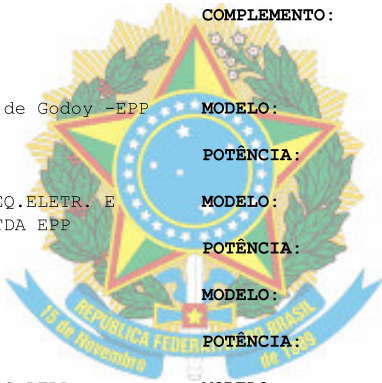 COMPLEMENTO:
de Godoy -EPP MODELO:
POTÊNCIA:
EQ.ELETR. E MODELO:
TDA EPP
POTÊNCIA:
MODELO:
REPÚBLICA FEDERATIVA DO BRASIL
15 de Novembro de 1889
POTÊNCIA: